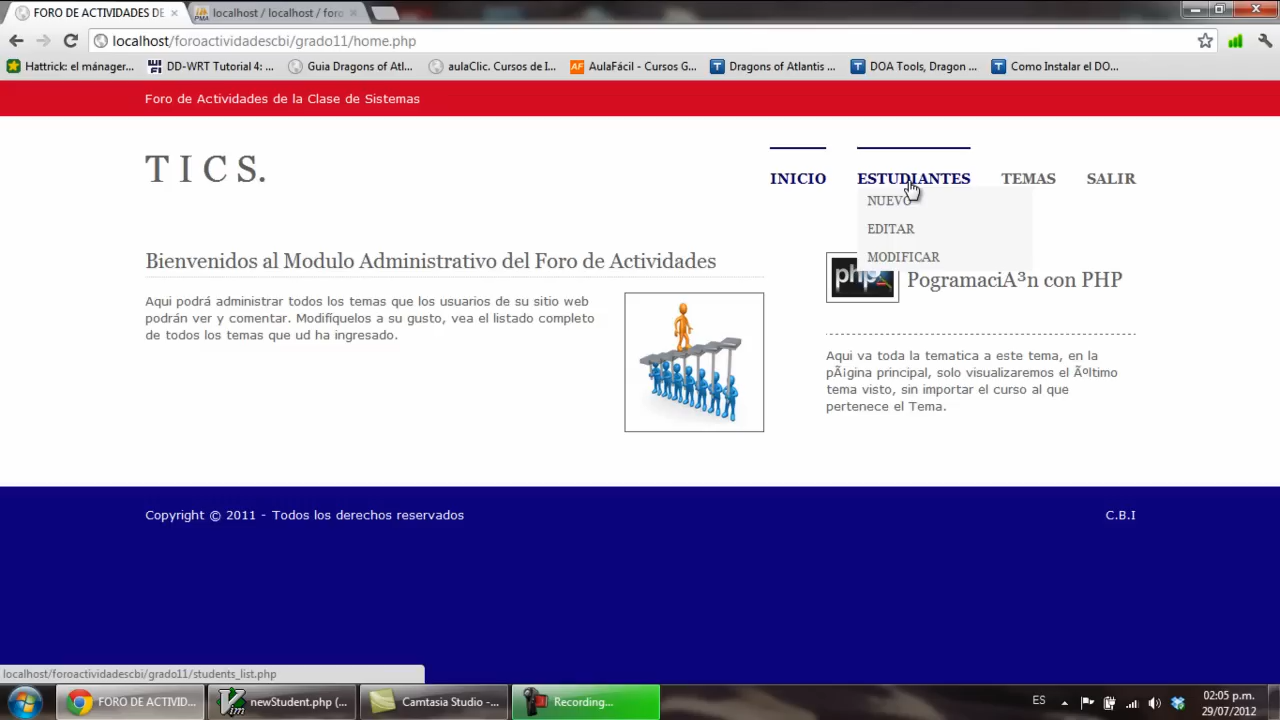 FORO DE ACTIVIDADES DE
localhost / localhost / foro
localhost/foroactividadescbi/grado11/home.php
Hattrick: el mánager...
DD-WRT Tutorial 4: ...
Guia Dragons of Atl...
aulaClic. Cursos de I...
AulaFácil - Cursos G...
Dragons of Atlantis ...
DOA Tools, Dragon ...
Como Instalar el DO...
Foro de Actividades de la Clase de Sistemas
T I C S.
INICIO
ESTUDIANTES
TEMAS
SALIR
NUEVO
EDITAR
MODIFICAR
Bienvenidos al Modulo Administrativo del Foro de Actividades
Aqui podrá administrar todos los temas que los usuarios de su sitio web
podrán ver y comentar. Modifíquelos a su gusto, vea el listado completo
de todos los temas que ud ha ingresado.
php
PogramaciÃ³n con PHP
Aqui va toda la tematica a este tema, en la
pÃ¡gina principal, solo visualizaremos el Ãºltimo
tema visto, sin importar el curso al que
pertenece el Tema.
Copyright © 2011 - Todos los derechos reservados
C.B.I
localhost/foroactividadescbi/grado11/students_list.php
FORO DE ACTIVID...
newStudent.php (...
Camtasia Studio -...
Recording...
ES
02:05 p.m.
29/07/2012